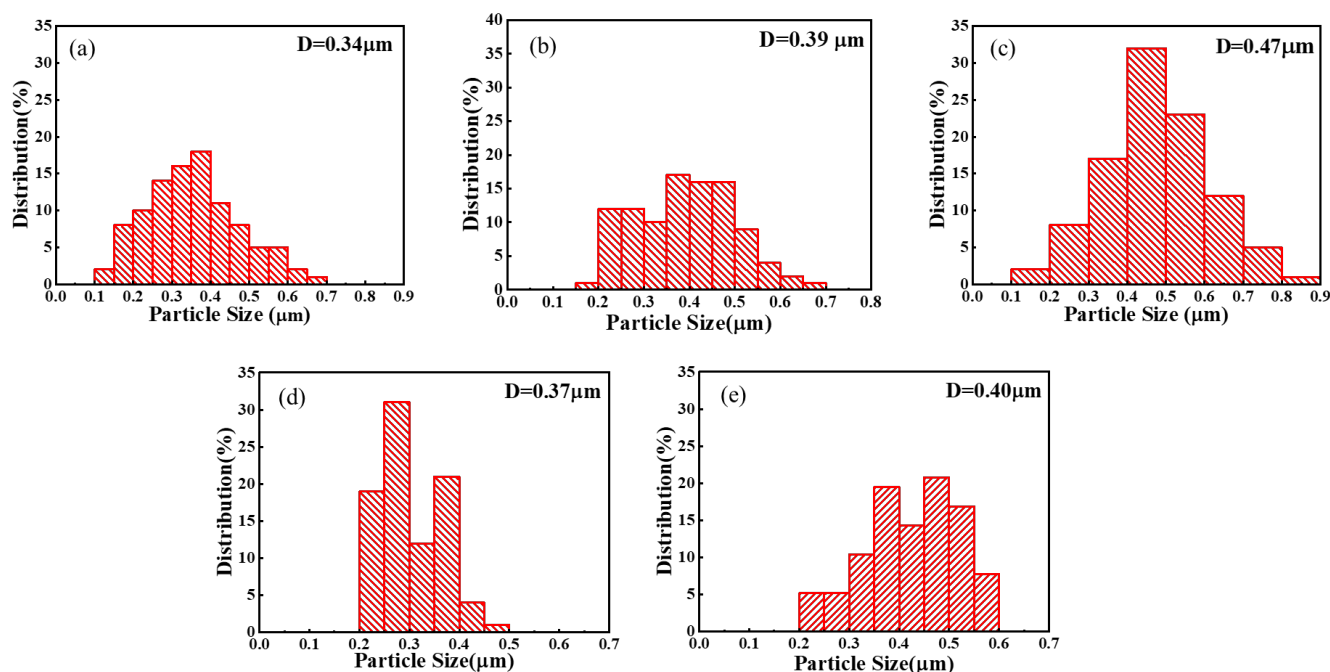 (a)
D=0.34μm
Distribution(%)
35
30
25
20
15
10
5
0
0.0 0.1 0.2 0.3 0.4 0.5 0.6 0.7 0.8 0.9
Particle Size (μm)
(b)
D=0.39 μm
Distribution(%)
40
35
30
25
20
15
10
5
0
0.0 0.1 0.2 0.3 0.4 0.5 0.6 0.7 0.8
Particle Size(μm)
(c)
D=0.47μm
Distribution(%)
35
30
25
20
15
10
5
0
0.0 0.1 0.2 0.3 0.4 0.5 0.6 0.7 0.8 0.9
Particle Size (μm)
(d)
D=0.37μm
Distribution(%)
35
30
25
20
15
10
5
0
0.0 0.1 0.2 0.3 0.4 0.5 0.6 0.7
Particle Size(μm)
(e)
D=0.40μm
Distribution(%)
35
30
25
20
15
10
5
0
0.0 0.1 0.2 0.3 0.4 0.5 0.6 0.7
Particle Size(μm)